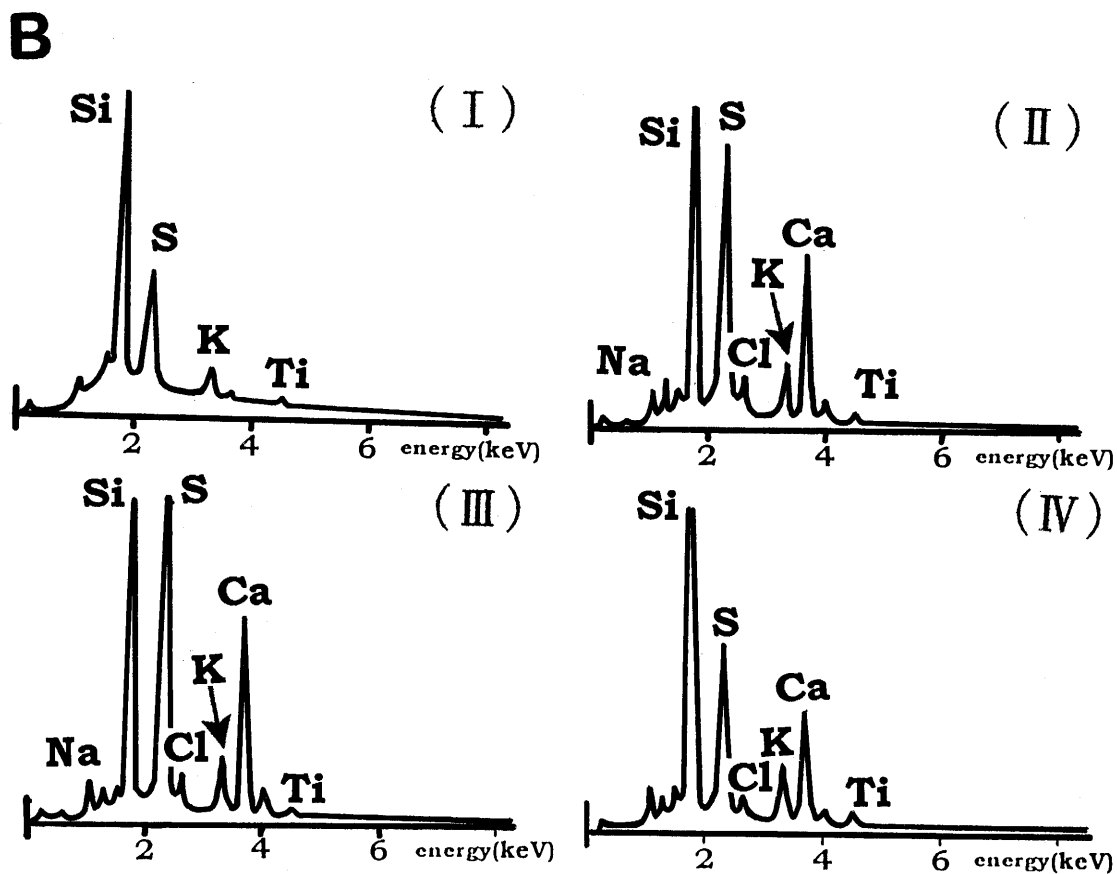 B
(Ⅰ)
Si
S
K
Ti
2 4 6 energy(keV)
(Ⅱ)
Si
S
Ca
K
Na
Cl
Ti
2 4 6 energy(keV)
(Ⅲ)
Si
S
Ca
K
Na
Cl
Ti
2 4 6 energy(keV)
(Ⅳ)
Si
S
Ca
K
Cl
Ti
2 4 6 energy(keV)